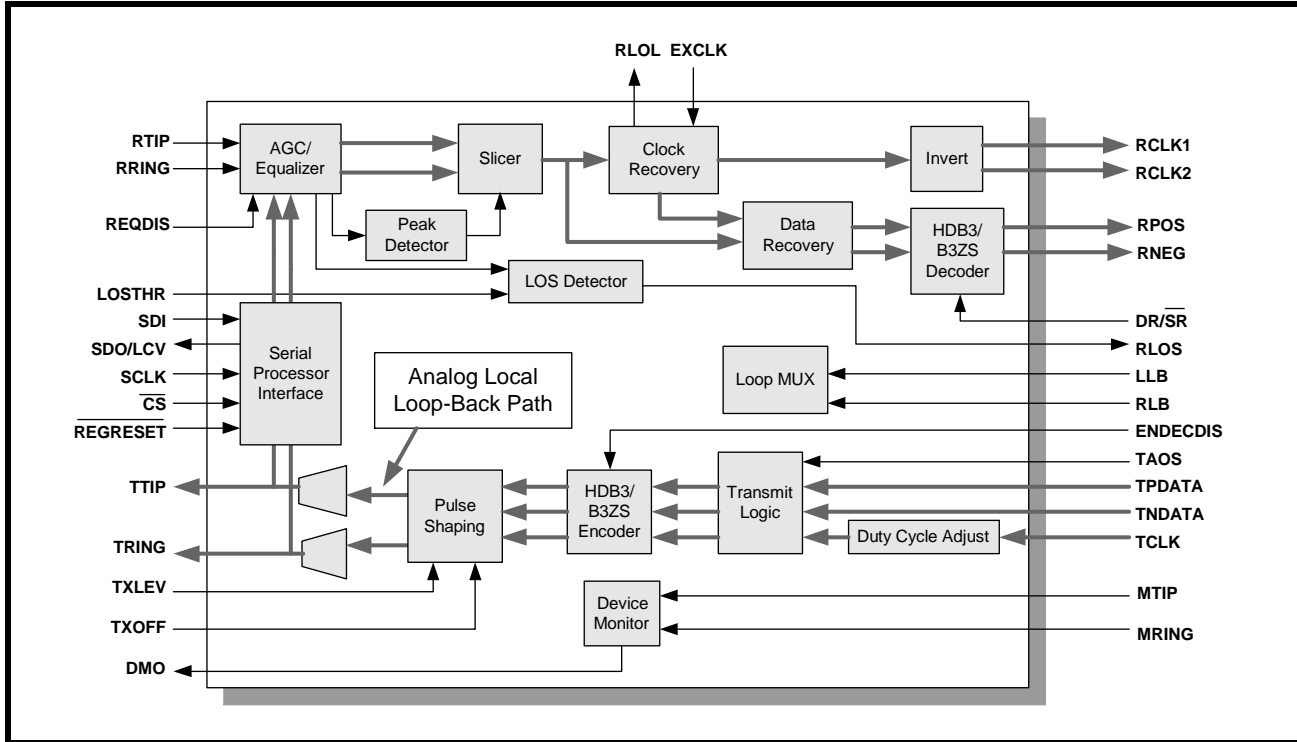 RLOL EXCLK
RTIP
RRING
REQDIS
LOSTHR
SDI
SDO/LCV
SCLK
CS
REGRESET
TTIP
TRING
TXLEV
TXOFF
DMO
AGC/
Equalizer
Slicer
Peak
Detector
LOS Detector
Clock
Recovery
Invert
Data
Recovery
HDB3/
B3ZS
Decoder
Serial
Processor
Interface
Analog Local
Loop-Back Path
Loop MUX
Pulse
Shaping
HDB3/
B3ZS
Encoder
Transmit
Logic
Duty Cycle Adjust
Device
Monitor
RCLK1
RCLK2
RPOS
RNEG
DR/SR
RLOS
LLB
RLB
ENDECDIS
TAOS
TPDATA
TNDATA
TCLK
MTIP
MRING